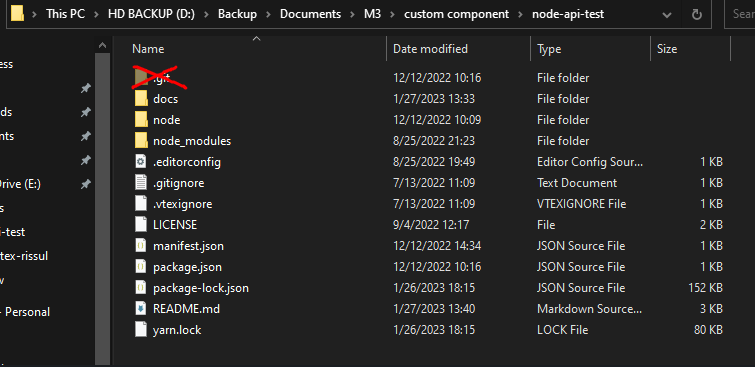 This PC > HD BACKUP (D:) > Backup > Documents > M3 > custom component > node-api-test Sear
Name Date modified Type Size
.git 12/12/2022 10:16 File folder
docs 1/27/2023 13:33 File folder
node 12/12/2022 10:09 File folder
node_modules 8/25/2022 21:23 File folder
.editorconfig 8/25/2022 19:49 Editor Config Sour... 1 KB
.gitignore 7/13/2022 11:09 Text Document 1 KB
.vtexignore 7/13/2022 11:09 VTEXIGNORE File 1 KB
LICENSE 9/4/2022 12:17 File 2 KB
manifest.json 12/12/2022 14:34 JSON Source File 1 KB
package.json 12/12/2022 10:16 JSON Source File 1 KB
package-lock.json 1/26/2023 18:15 JSON Source File 152 KB
README.md 1/27/2023 13:40 Markdown Source... 3 KB
yarn.lock 1/26/2023 18:15 LOCK File 80 KB
ess
ds
nts
rive (E:)
s
i-test
tex-rissul
w
- Personal